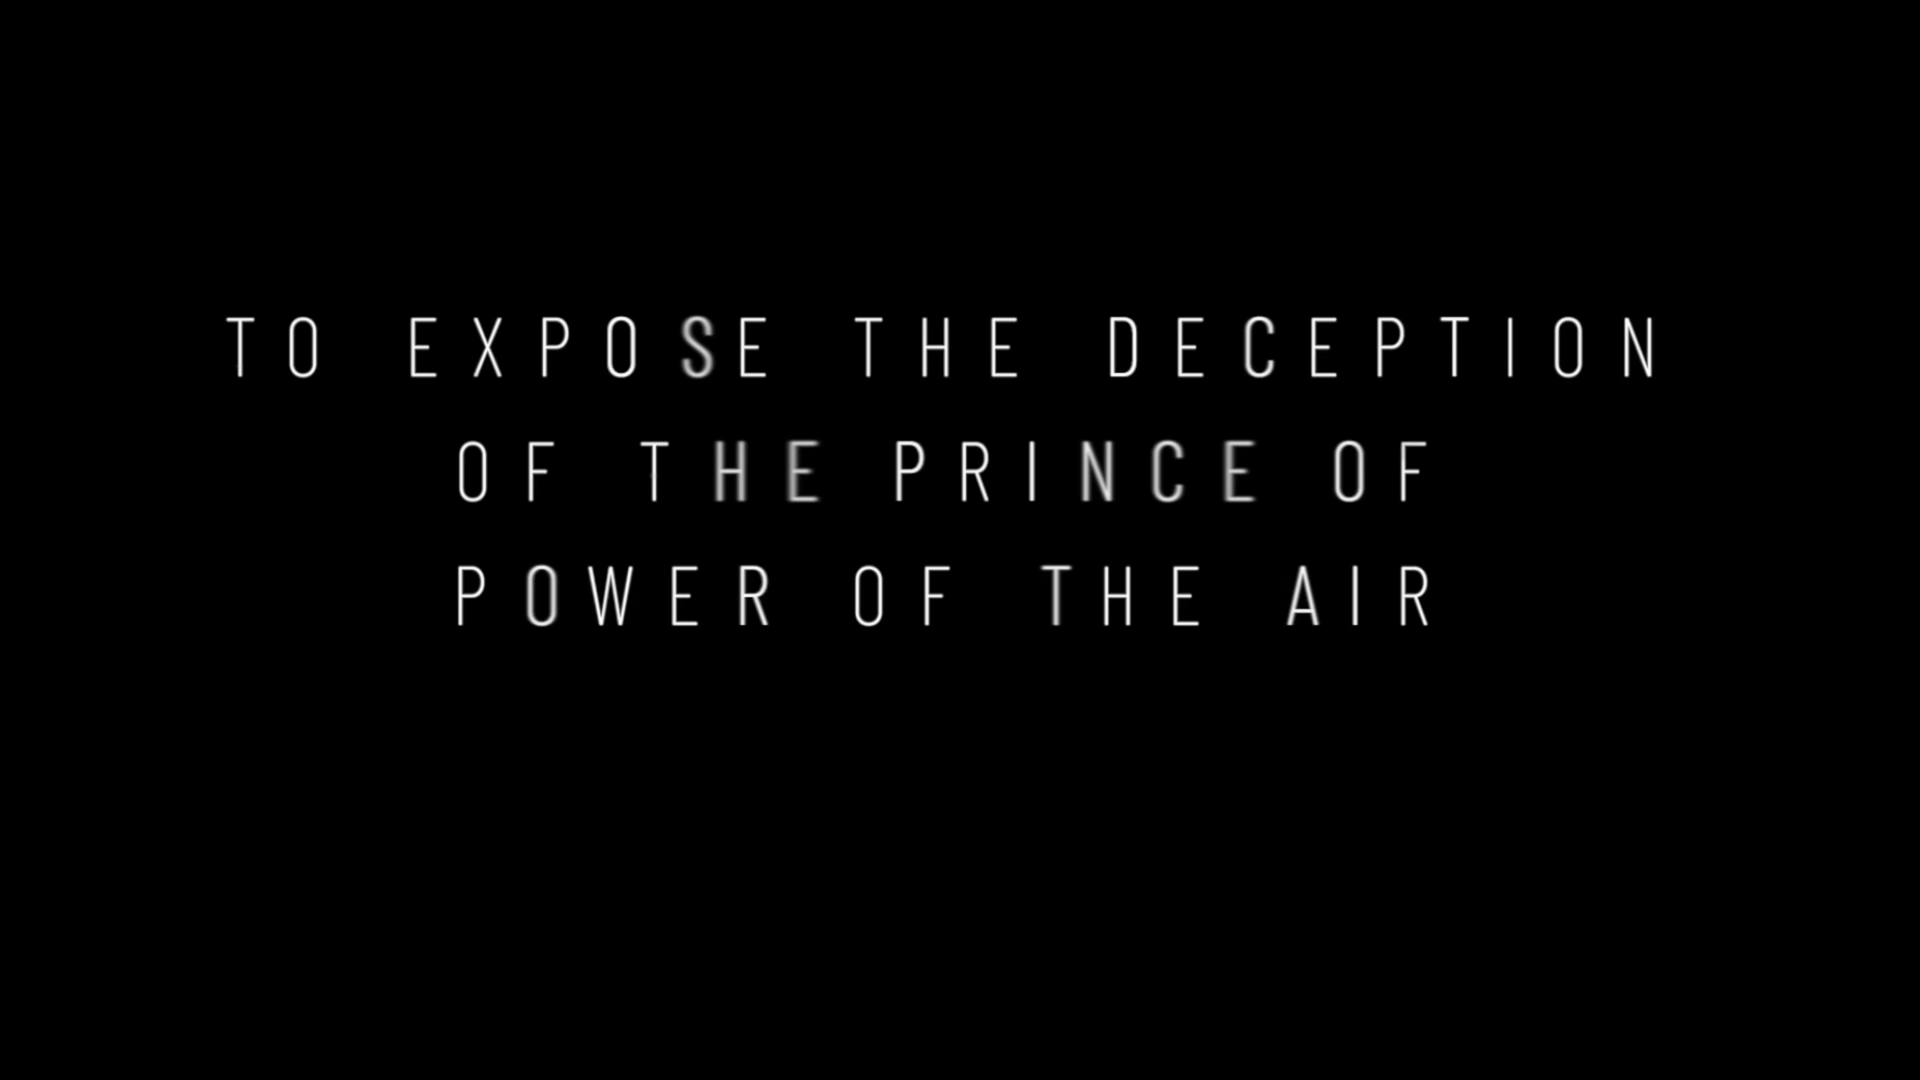 TO EXPOSE THE DECEPTION
OF THE PRINCE OF
POWER OF THE AIR